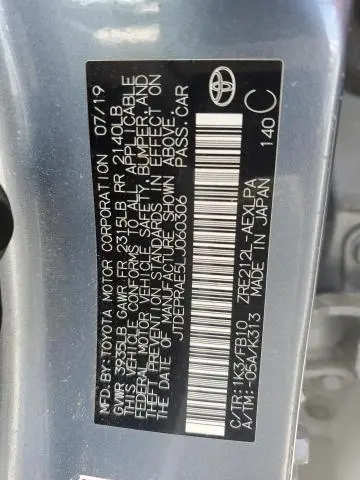 MFD. BY: TOYOTA MOTOR CORPORATION 07/19
GVWR 3935LB GAWR FR 2315LB RR 2140LB
THIS VEHICLE CONFORMS TO ALL APPLICABLE
FEDERAL MOTOR VEHICLE SAFETY, BUMPER, AND
THEFT PREVENTION STANDARDS IN EFFECT ON
THE DATE OF MANUFACTURE SHOWN ABOVE.
JTDEPRAE5LJ060306 PASS. CAR
C/TR:1K3/FB10 ZRE212L-AEXLPA
A/TM:-05A/K313 MADE IN JAPAN
140 C
TOYOTA